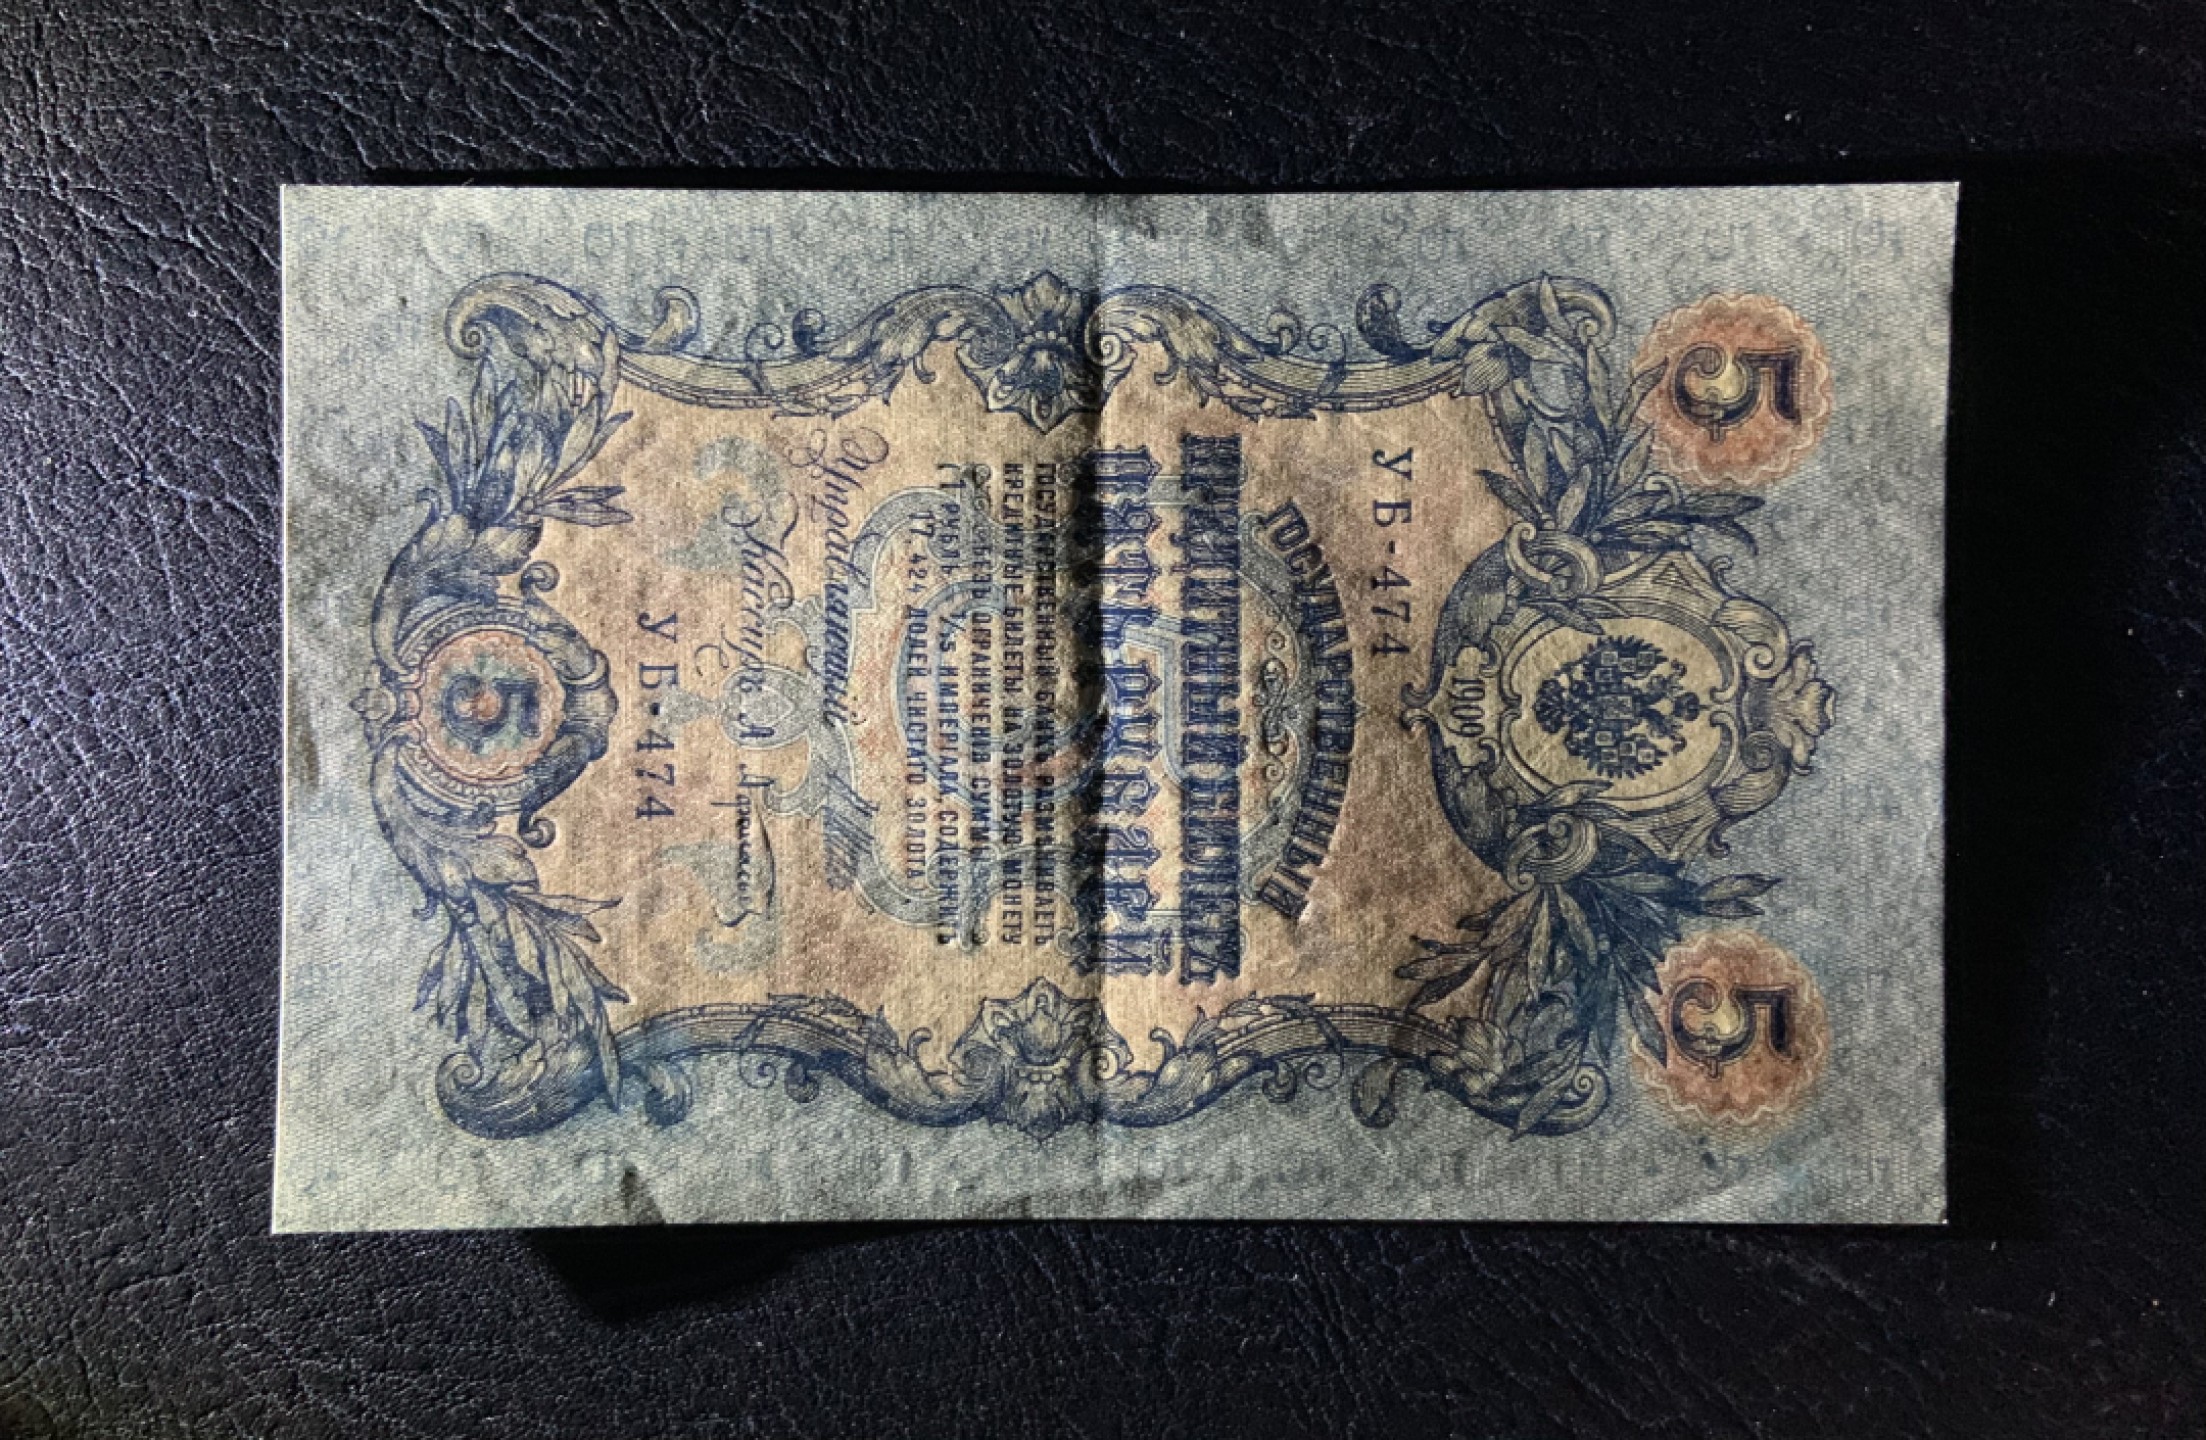 5 5
1909
УБ-474
ГОСУДАРСТВЕННЫЙ
КРЕДИТНЫЙ БИЛЕТЪ
ПЯТЬ РУБЛЕЙ
ГОСУДАРСТВЕННЫЙ БАНКЪ РАЗМѢНИВАЕТЪ
КРЕДИТНЫЕ БИЛЕТЫ НА ЗОЛОТУЮ МОНЕТУ
БЕЗЪ ОГРАНИЧЕНІЯ СУММЫ
(1 РУБЛЬ = 1/15 ИМПЕРІАЛА, СОДЕРЖИТЪ
17,424 ДОЛЕЙ ЧИСТАГО ЗОЛОТА)
Управляющій
Кассиръ
УБ-474
5